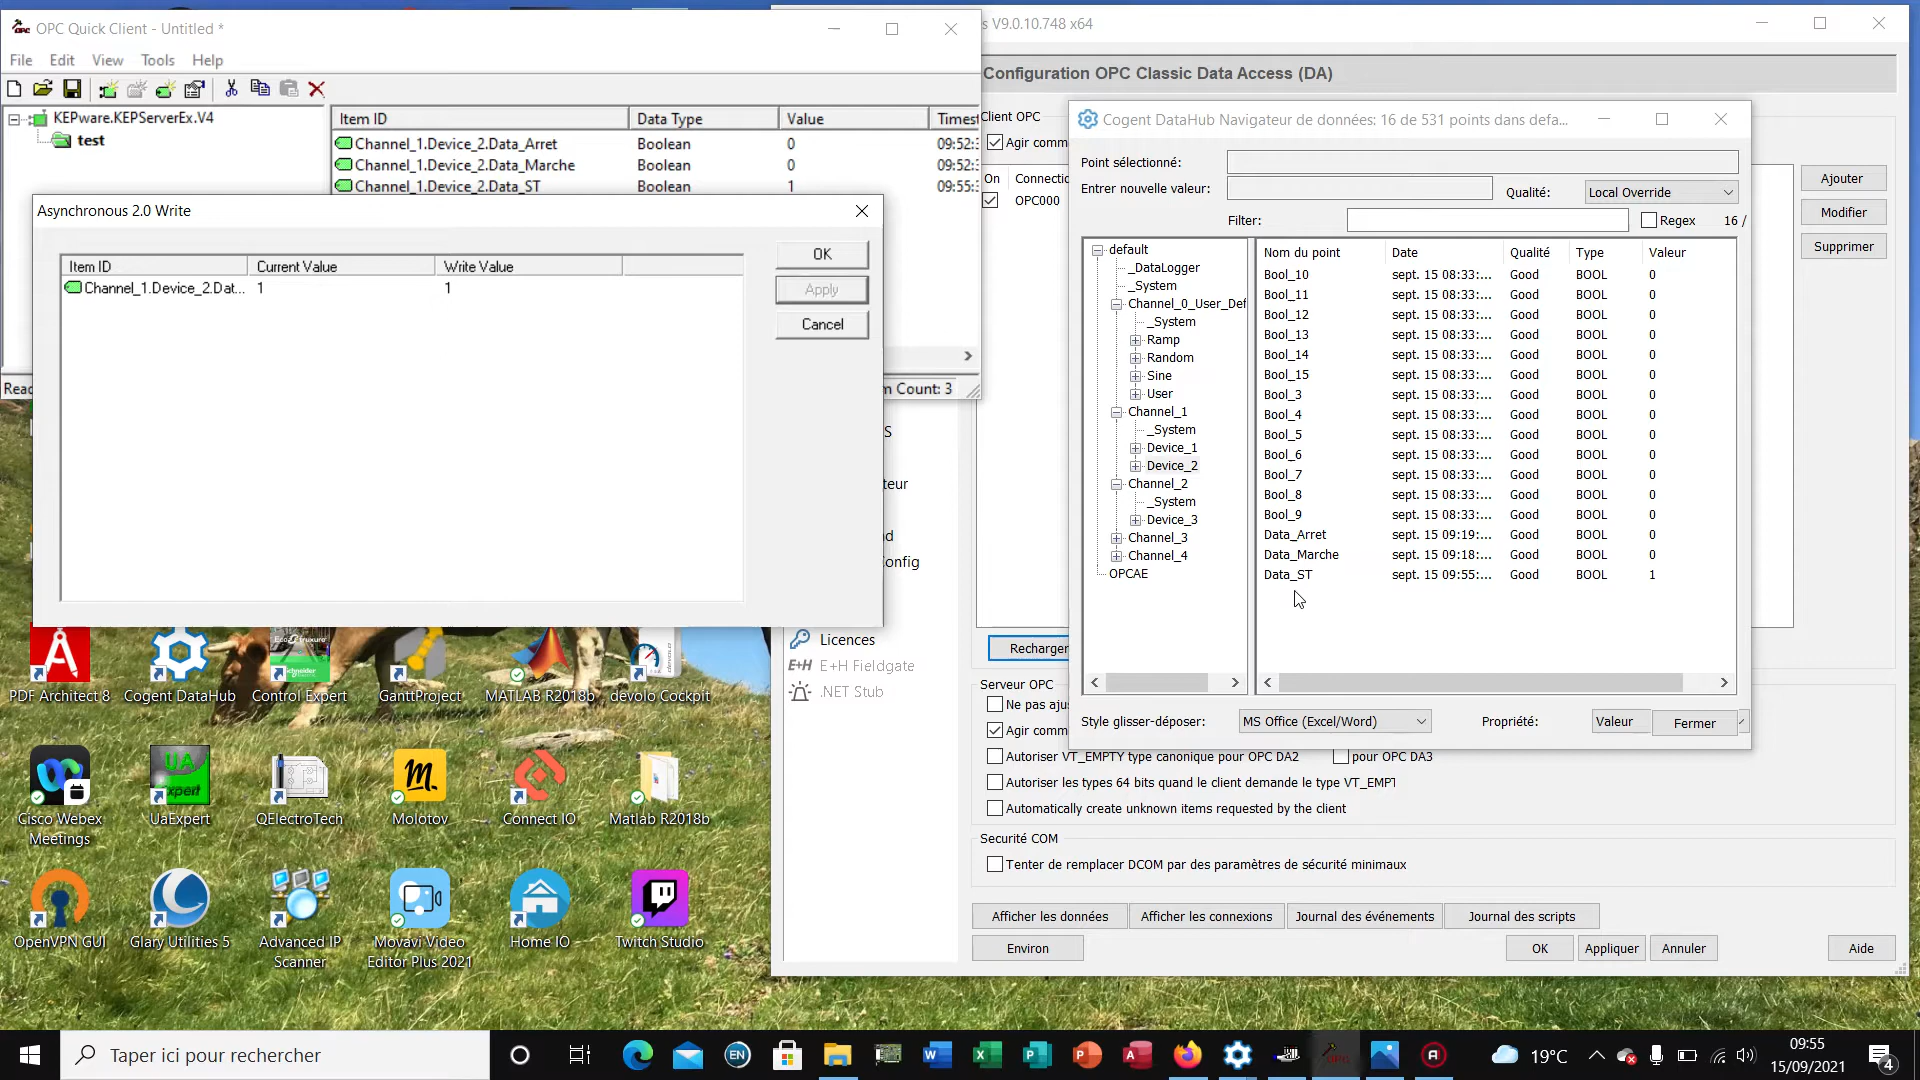 OPC Quick Client - Untitled *
File Edit View Tools Help
KEPware.KEPServerEx.V4
test
Item ID Data Type Value
Channel_1.Device_2.Data_Arret Boolean 0 09:52:
Channel_1.Device_2.Data_Marche Boolean 0 09:52:
Channel_1.Device_2.Data_ST Boolean 1 09:55:
Count: 3
Asynchronous 2.0 Write
Item ID Current Value Write Value
Channel_1.Device_2.Dat... 1 1
OK
Apply
Cancel
V9.0.10.748 x64
Configuration OPC Classic Data Access (DA)
Client OPC
Agir comm
On Connectic
OPC000
Ajouter
Modifier
Supprimer
Recharger
Licences
E+H Fieldgate
.NET Stub
Cogent DataHub Navigateur de données: 16 de 531 points dans defa...
Point sélectionné:
Entrer nouvelle valeur: Qualité: Local Override
Filter: Regex 16 /
default
_DataLogger
_System
Channel_0_User_Def
_System
Ramp
Random
Sine
User
Channel_1
_System
Device_1
Device_2
Channel_2
_System
Device_3
Channel_3
Channel_4
OPCAE
Nom du point Date Qualité Type Valeur
Bool_10 sept. 15 08:33:... Good BOOL 0
Bool_11 sept. 15 08:33:... Good BOOL 0
Bool_12 sept. 15 08:33:... Good BOOL 0
Bool_13 sept. 15 08:33:... Good BOOL 0
Bool_14 sept. 15 08:33:... Good BOOL 0
Bool_15 sept. 15 08:33:... Good BOOL 0
Bool_3 sept. 15 08:33:... Good BOOL 0
Bool_4 sept. 15 08:33:... Good BOOL 0
Bool_5 sept. 15 08:33:... Good BOOL 0
Bool_6 sept. 15 08:33:... Good BOOL 0
Bool_7 sept. 15 08:33:... Good BOOL 0
Bool_8 sept. 15 08:33:... Good BOOL 0
Bool_9 sept. 15 08:33:... Good BOOL 0
Data_Arret sept. 15 09:19:... Good BOOL 0
Data_Marche sept. 15 09:18:... Good BOOL 0
Data_ST sept. 15 09:55:... Good BOOL 1
Style glisser-déposer: MS Office (Excel/Word) Propriété: Valeur Fermer
Serveur OPC
Ne pas ajus
Agir comm
Autoriser VT_EMPTY type canonique pour OPC DA2 pour OPC DA3
Autoriser les types 64 bits quand le client demande le type VT_EMPT
Automatically create unknown items requested by the client
Securité COM
Tenter de remplacer DCOM par des paramètres de sécurité minimaux
Afficher les données Afficher les connexions Journal des événements Journal des scripts
Environ OK Appliquer Annuler Aide
PDF Architect 8
Cogent DataHub
Control Expert
GanttProject
MATLAB R2018b
devolo Cockpit
Cisco Webex
Meetings
UaExpert
QElectroTech
Molotov
Connect IO
Matlab R2018b
OpenVPN GUI
Glary Utilities 5
Advanced IP
Scanner
Movavi Video
Editor Plus 2021
Home IO
Twitch Studio
Taper ici pour rechercher
19°C
09:55
15/09/2021
4